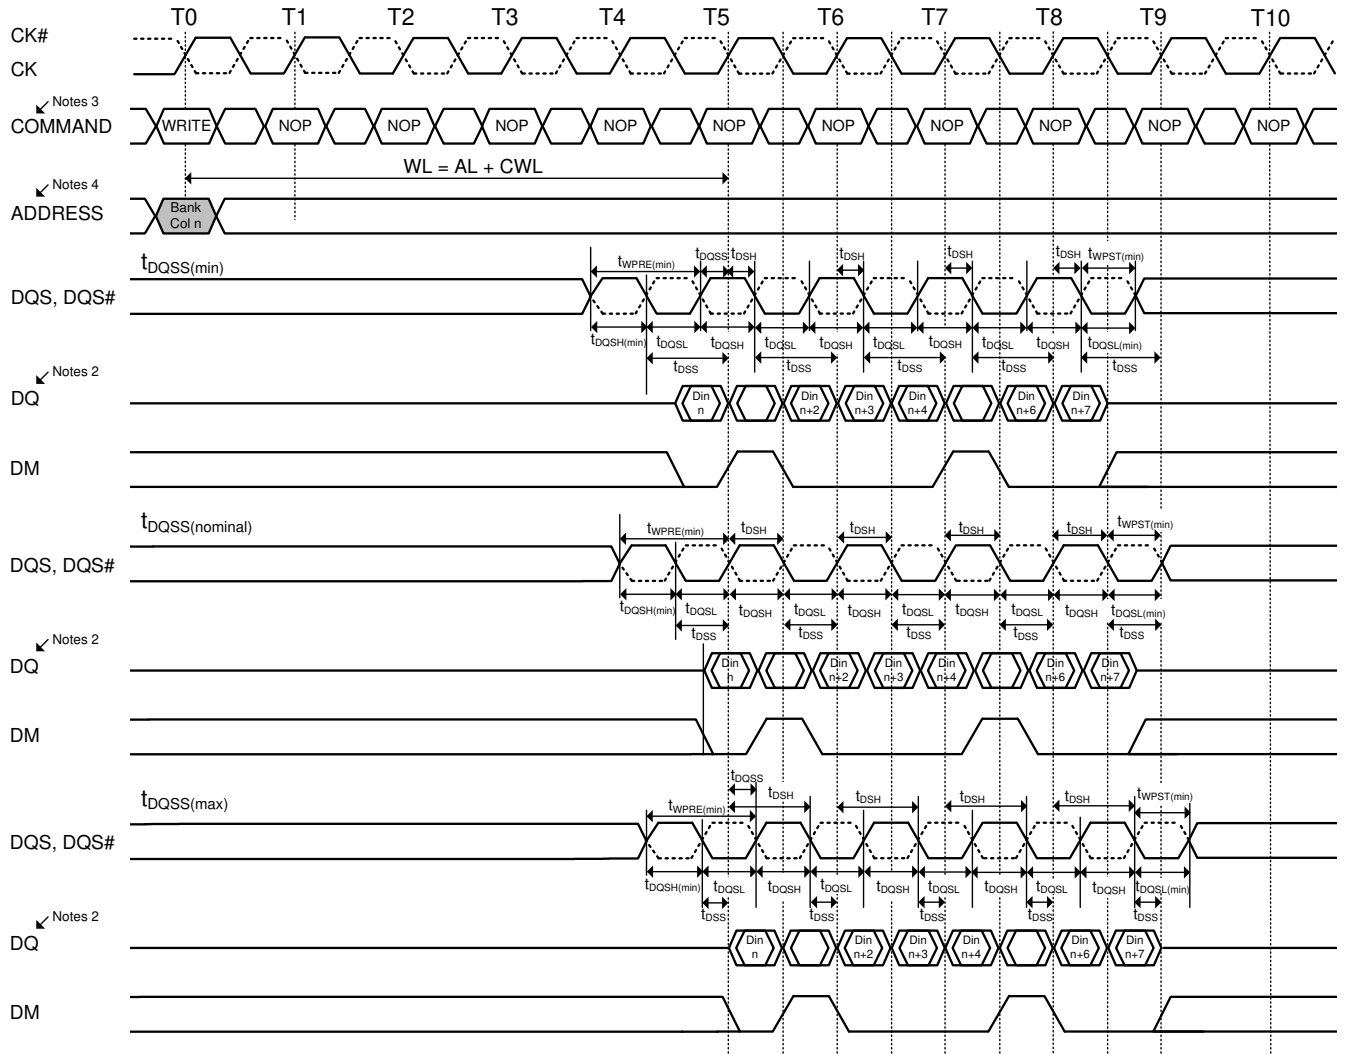 T0 T1 T2 T3 T4 T5 T6 T7 T8 T9 T10
CK#
CK
Notes 3
COMMAND WRITE NOP NOP NOP NOP NOP NOP NOP NOP NOP NOP
WL = AL + CWL
Notes 4
ADDRESS Bank Col n
tDQSS(min) tWPRE(min) tDQSS tDSH tDSH tDSH tDSH tWPST(min)
DQS, DQS#
tDQSH(min) tDQSL tDQSH tDQSL tDQSH tDQSL tDQSH tDQSL tDQSH tDQSL(min)
tDSS tDSS tDSS tDSS tDSS
Notes 2
DQ Din n Din n+2 Din n+3 Din n+4 Din n+6 Din n+7
DM
tDQSS(nominal) tWPRE(min) tDSH tDSH tDSH tDSH tWPST(min)
DQS, DQS#
tDQSH(min) tDQSL tDQSH tDQSL tDQSH tDQSL tDQSH tDQSL tDQSH tDQSL(min)
tDSS tDSS tDSS tDSS tDSS
Notes 2
DQ Din n Din n+2 Din n+3 Din n+4 Din n+6 Din n+7
DM
tDQSS
tDQSS(max) tWPRE(min) tDSH tDSH tDSH tDSH tWPST(min)
DQS, DQS#
tDQSH(min) tDQSL tDQSH tDQSL tDQSH tDQSL tDQSH tDQSL tDQSH tDQSL(min)
tDSS tDSS tDSS tDSS tDSS
Notes 2
DQ Din n Din n+2 Din n+3 Din n+4 Din n+6 Din n+7
DM